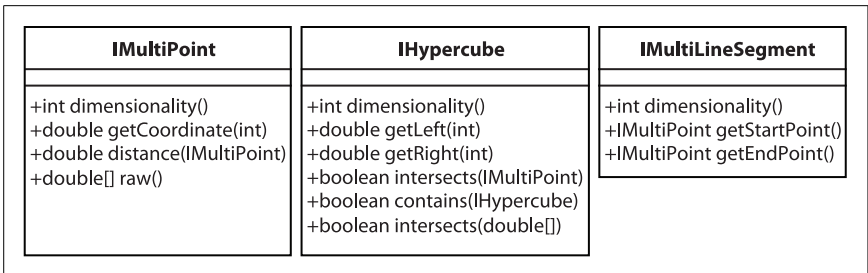 IMultiPoint
+int dimensionality()
+double getCoordinate(int)
+double distance(IMultiPoint)
+double[] raw()
IHypercube
+int dimensionality()
+double getLeft(int)
+double getRight(int)
+boolean intersects(IMultiPoint)
+boolean contains(IHypercube)
+boolean intersects(double[])
IMultiLineSegment
+int dimensionality()
+IMultiPoint getStartPoint()
+IMultiPoint getEndPoint()